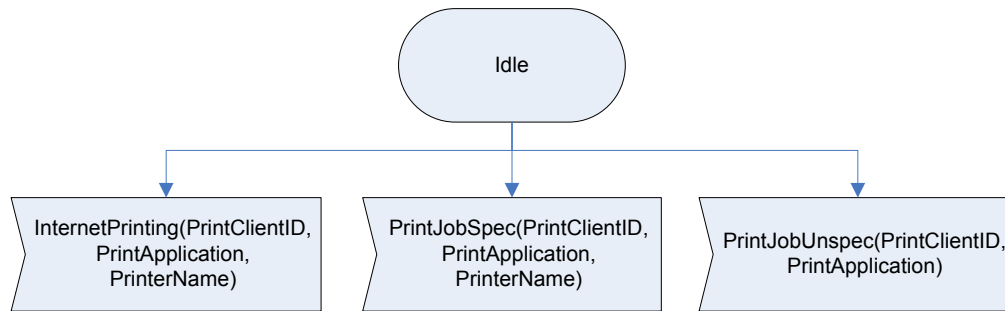 Idle
InternetPrinting(PrintClientID,
PrintApplication,
PrinterName)
PrintJobSpec(PrintClientID,
PrintApplication,
PrinterName)
PrintJobUnspec(PrintClientID,
PrintApplication)